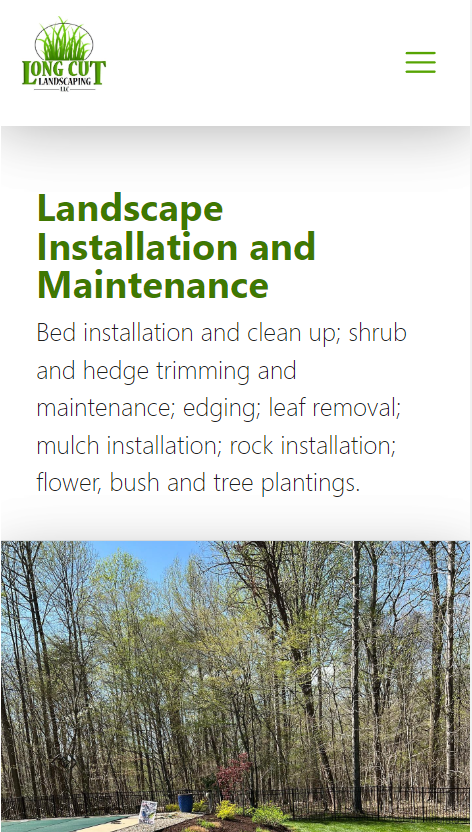 LONG CUT
LANDSCAPING
LLC
Landscape
Installation and
Maintenance
Bed installation and clean up; shrub
and hedge trimming and
maintenance; edging; leaf removal;
mulch installation; rock installation;
flower, bush and tree plantings.